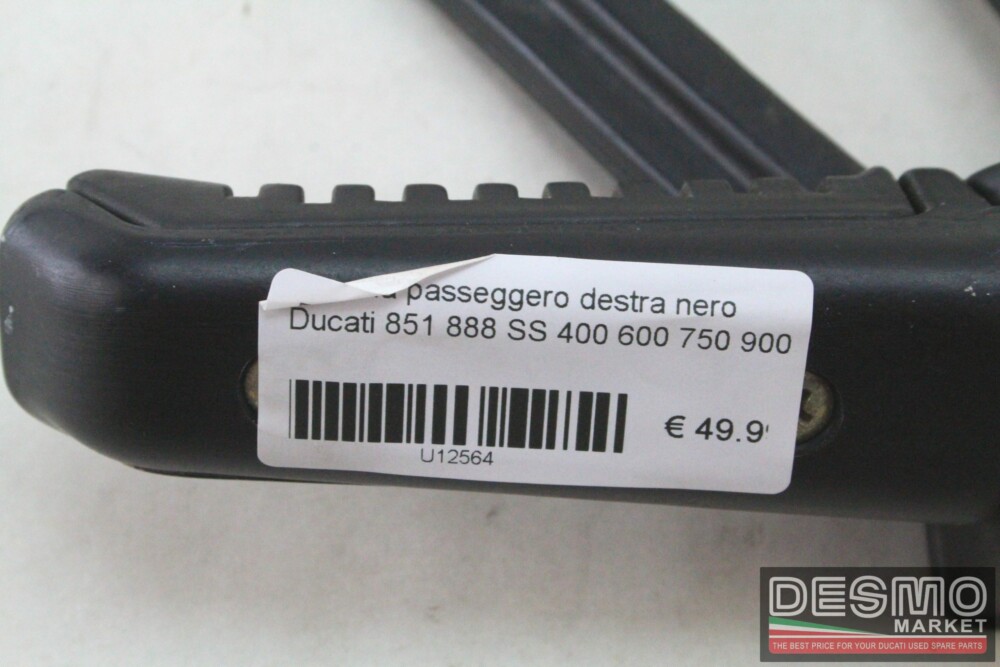 passeggero destra nero
Ducati 851 888 SS 400 600 750 900
€ 49.9
U12564
DESMO
MARKET
THE BEST PRICE FOR YOUR DUCATI USED SPARE PARTS